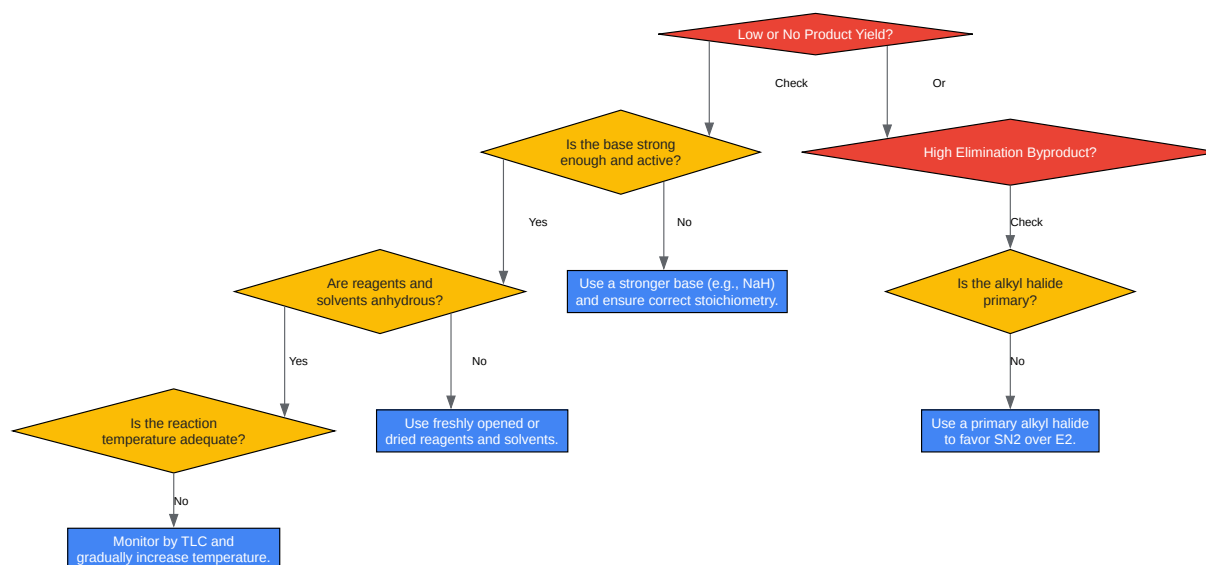 Low or No Product Yield?
Check
Or
Is the base strong
enough and active?
High Elimination Byproduct?
Yes
No
Check
Are reagents and
solvents anhydrous?
Use a stronger base (e.g., NaH)
and ensure correct stoichiometry.
Is the alkyl halide
primary?
Yes
No
No
Is the reaction
temperature adequate?
Use freshly opened or
dried reagents and solvents.
Use a primary alkyl halide
to favor SN2 over E2.
No
Monitor by TLC and
gradually increase temperature.